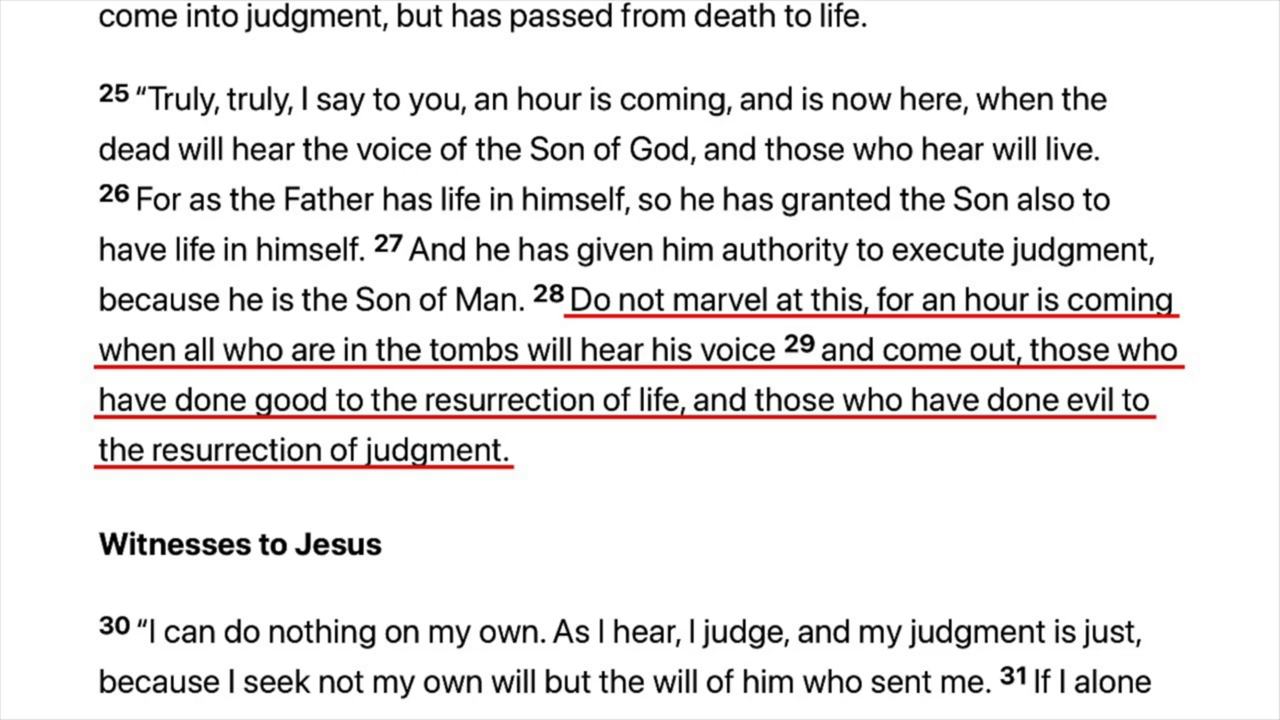 come into judgment, but has passed from death to life.
25 “Truly, truly, I say to you, an hour is coming, and is now here, when the
dead will hear the voice of the Son of God, and those who hear will live.
26 For as the Father has life in himself, so he has granted the Son also to
have life in himself. 27 And he has given him authority to execute judgment,
because he is the Son of Man. 28 Do not marvel at this, for an hour is coming
when all who are in the tombs will hear his voice 29 and come out, those who
have done good to the resurrection of life, and those who have done evil to
the resurrection of judgment.
Witnesses to Jesus
30 “I can do nothing on my own. As I hear, I judge, and my judgment is just,
because I seek not my own will but the will of him who sent me. 31 If I alone